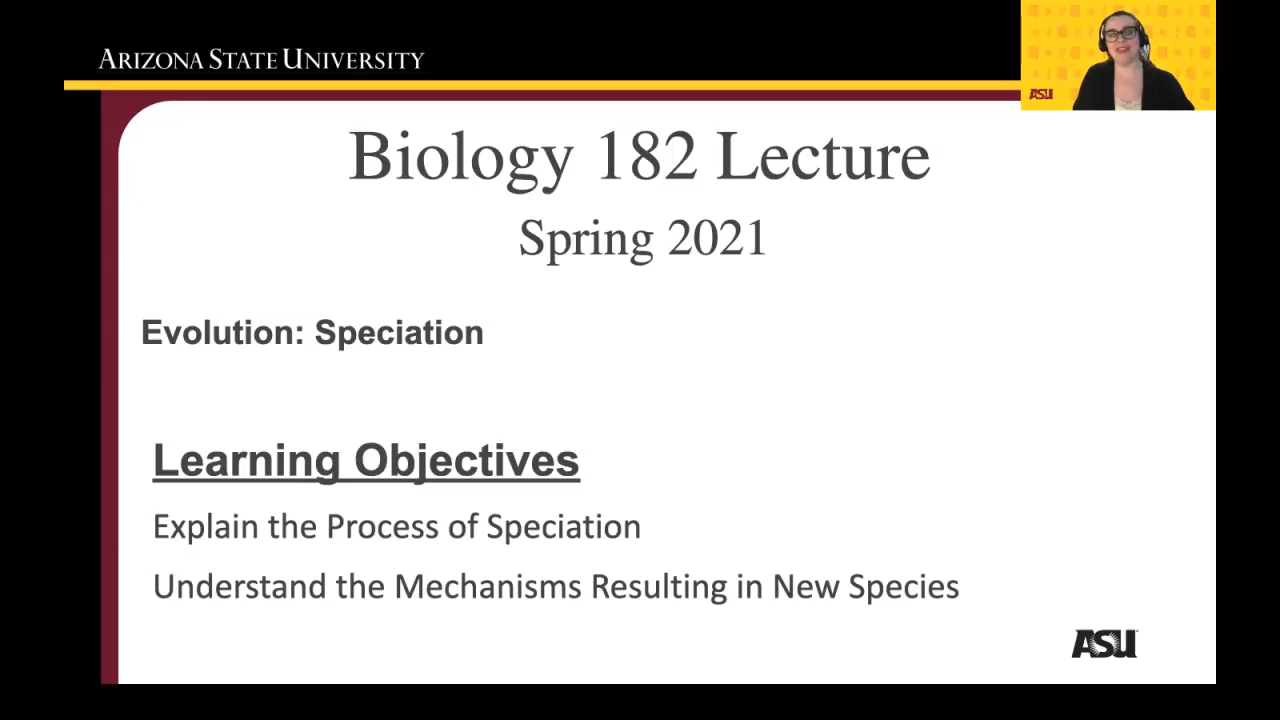 ARIZONA STATE UNIVERSITY
ASU
Biology 182 Lecture
Spring 2021
Evolution: Speciation
Learning Objectives
Explain the Process of Speciation
Understand the Mechanisms Resulting in New Species
ASU